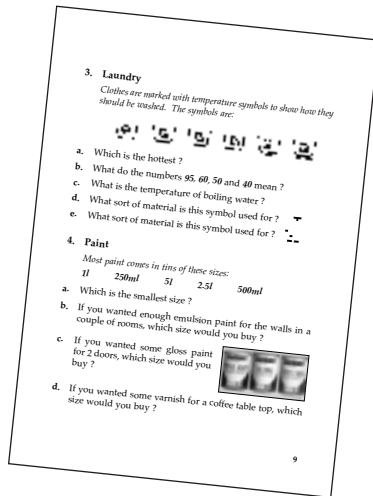 3. Laundry
Clothes are marked with temperature symbols to show how they
should be washed. The symbols are:
a. Which is the hottest ?
b. What do the numbers 95, 60, 50 and 40 mean ?
c. What is the temperature of boiling water ?
d. What sort of material is this symbol used for ?
e. What sort of material is this symbol used for ?
4. Paint
Most paint comes in tins of these sizes:
1l 250ml 5l 2.5l 500ml
a. Which is the smallest size ?
b. If you wanted enough emulsion paint for the walls in a
couple of rooms, which size would you buy ?
c. If you wanted some gloss paint
for 2 doors, which size would you
buy ?
d. If you wanted some varnish for a coffee table top, which
size would you buy ?
9